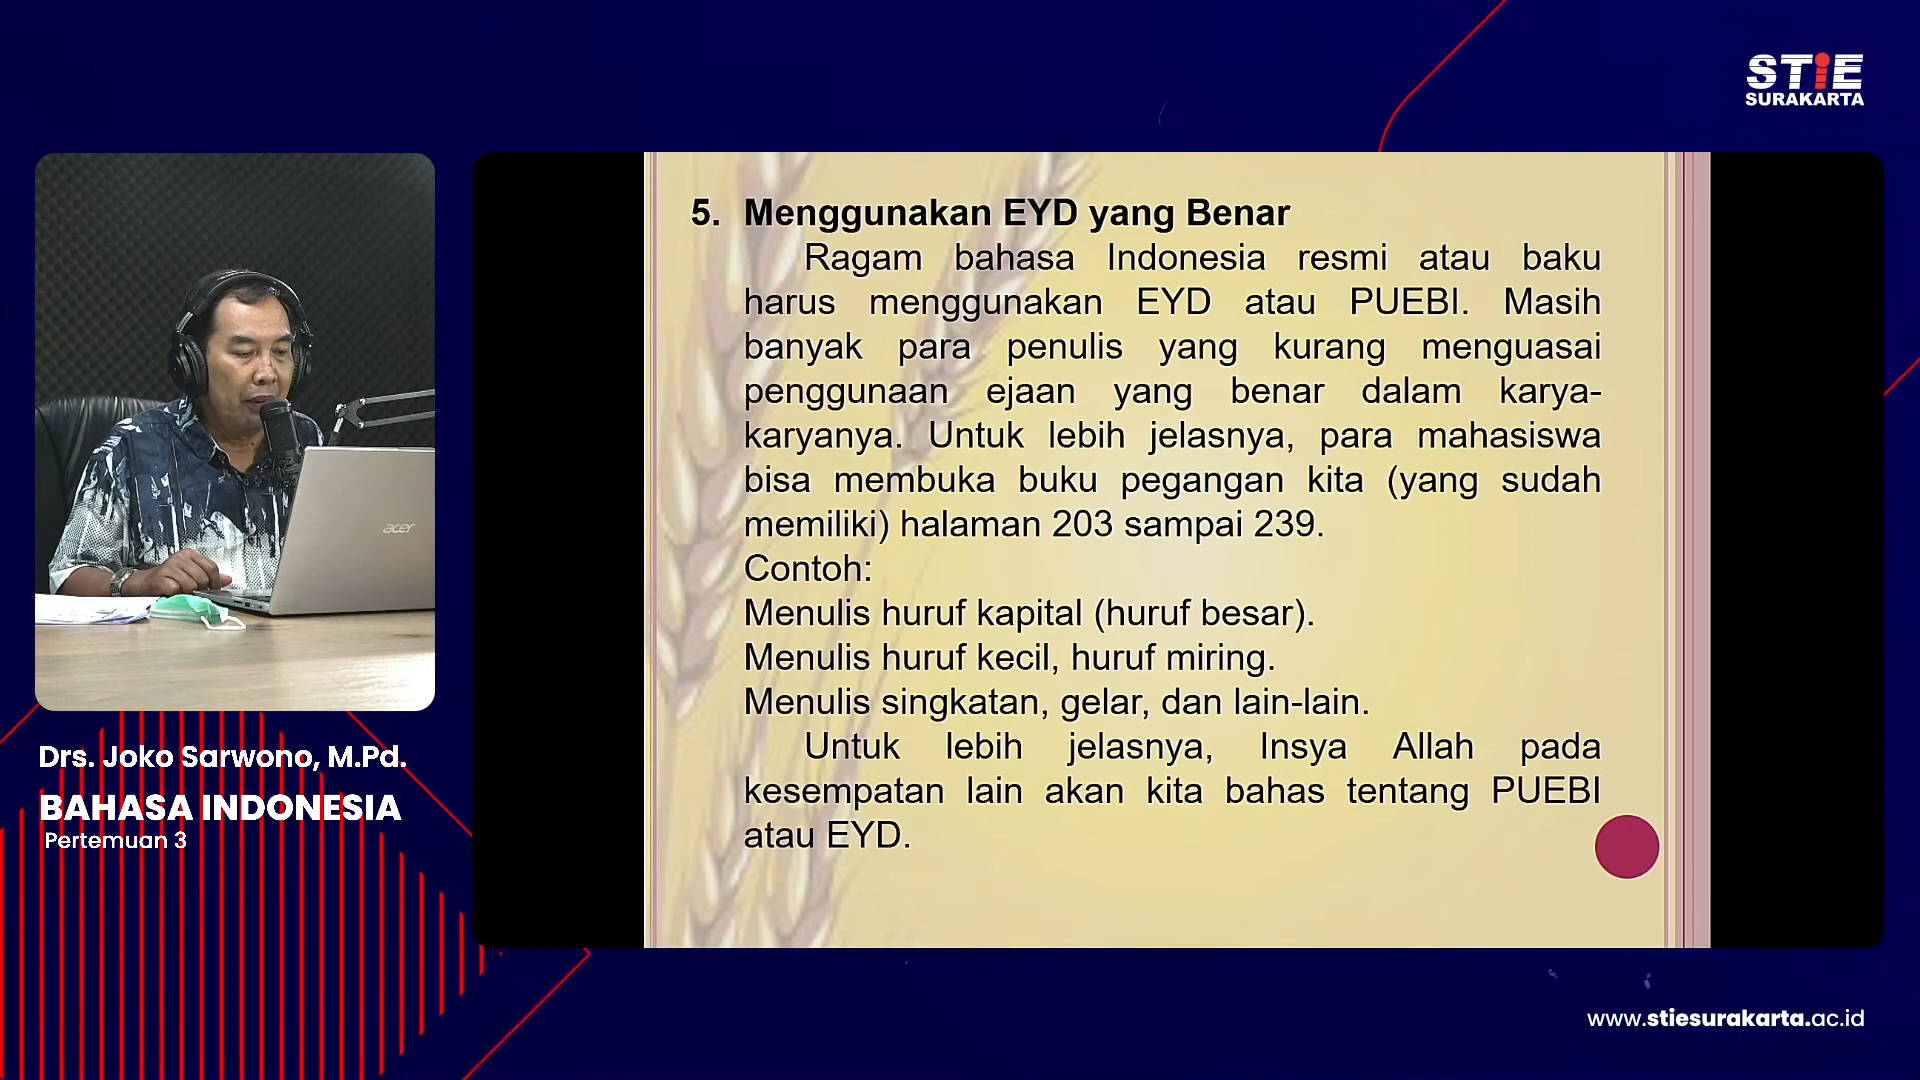 STiE
SURAKARTA
5. Menggunakan EYD yang Benar
Ragam bahasa Indonesia resmi atau baku
harus menggunakan EYD atau PUEBI. Masih
banyak para penulis yang kurang menguasai
penggunaan ejaan yang benar dalam karya-
karyanya. Untuk lebih jelasnya, para mahasiswa
bisa membuka buku pegangan kita (yang sudah
memiliki) halaman 203 sampai 239.
Contoh:
Menulis huruf kapital (huruf besar).
Menulis huruf kecil, huruf miring.
Menulis singkatan, gelar, dan lain-lain.
Untuk lebih jelasnya, Insya Allah pada
kesempatan lain akan kita bahas tentang PUEBI
atau EYD.
acer
Drs. Joko Sarwono, M.Pd.
BAHASA INDONESIA
Pertemuan 3
www.stiesurakarta.ac.id